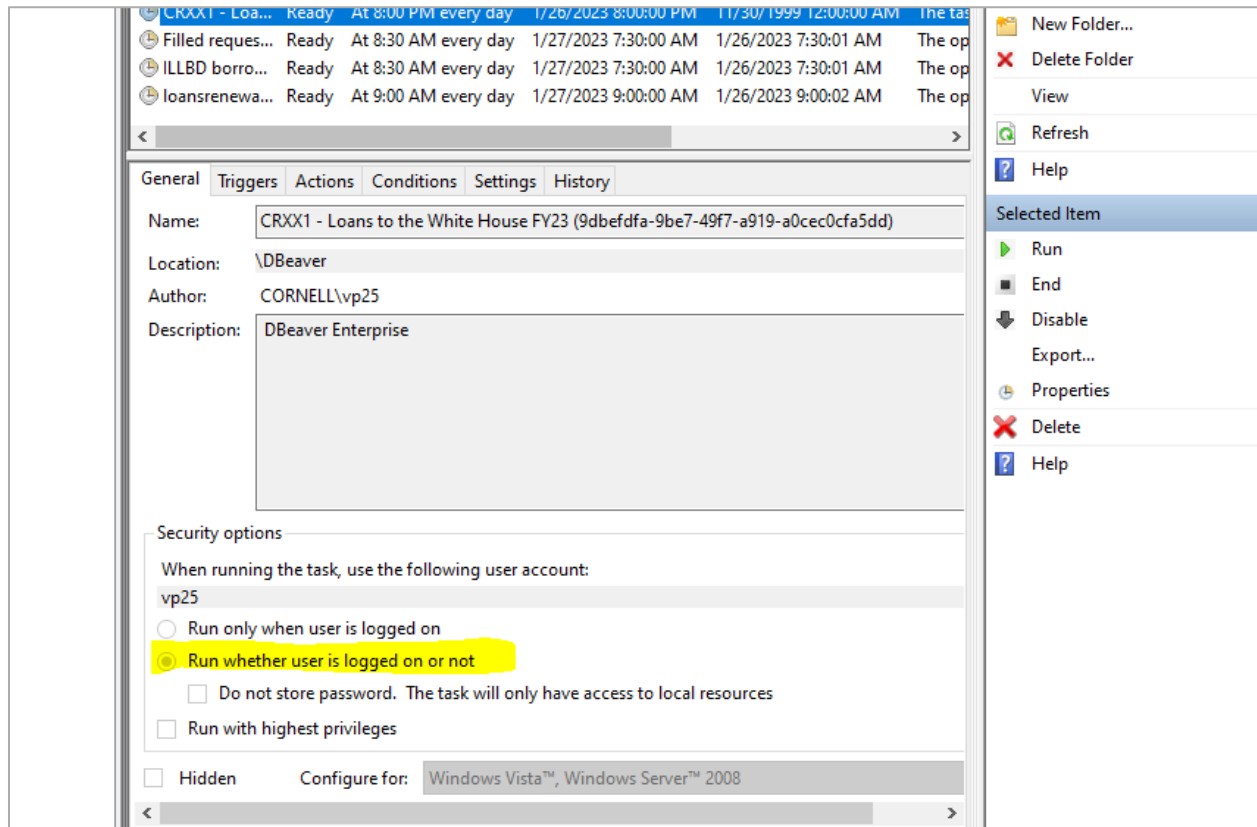 CRXX1 - Loa... Ready At 8:00 PM every day 1/26/2023 8:00:00 PM 11/30/1999 12:00:00 AM The tas
Filled reques... Ready At 8:30 AM every day 1/27/2023 7:30:00 AM 1/26/2023 7:30:01 AM The op
ILLBD borro... Ready At 8:30 AM every day 1/27/2023 7:30:00 AM 1/26/2023 7:30:01 AM The op
loansrenewa... Ready At 9:00 AM every day 1/27/2023 9:00:00 AM 1/26/2023 9:00:02 AM The op
General Triggers Actions Conditions Settings History
Name: CRXX1 - Loans to the White House FY23 (9dbefdfa-9be7-49f7-a919-a0cec0cfa5dd)
Location: \DBeaver
Author: CORNELL\vp25
Description: DBeaver Enterprise
Security options
When running the task, use the following user account:
vp25
Run only when user is logged on
Run whether user is logged on or not
Do not store password. The task will only have access to local resources
Run with highest privileges
Hidden Configure for: Windows Vista™, Windows Server™ 2008
New Folder...
Delete Folder
View
Refresh
Help
Selected Item
Run
End
Disable
Export...
Properties
Delete
Help